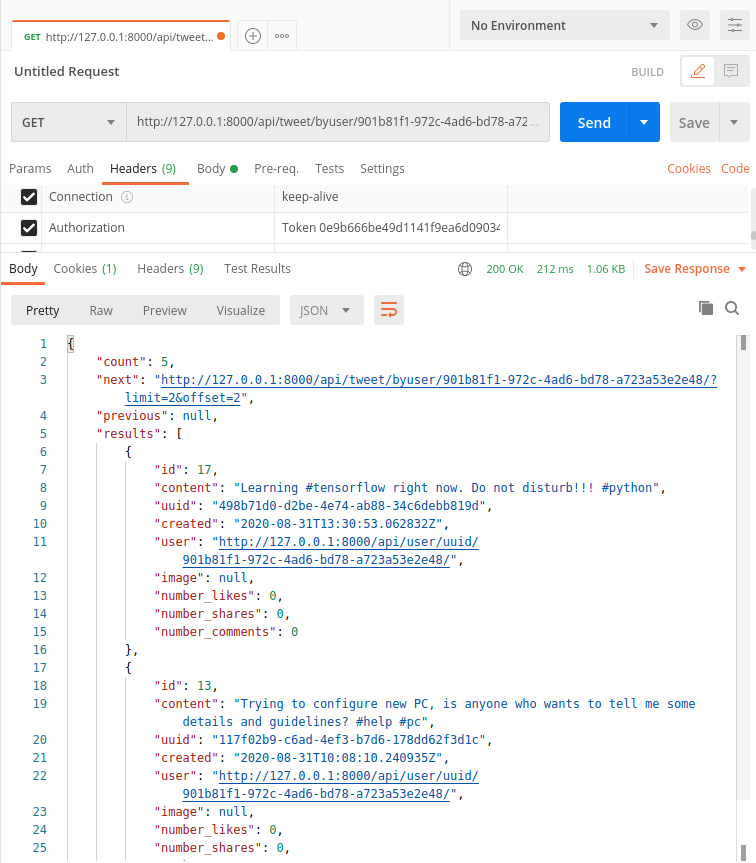 GET http://127.0.0.1:8000/api/tweet...
No Environment
Untitled Request
BUILD
GET
http://127.0.0.1:8000/api/tweet/byuser/901b81f1-972c-4ad6-bd78-a72...
Send
Save
Params Auth Headers (9) Body Pre-req. Tests Settings Cookies Code
Connection keep-alive
Authorization Token 0e9b666be49d1141f9ea6d09034
Body Cookies (1) Headers (9) Test Results 200 OK 212 ms 1.06 KB Save Response
Pretty Raw Preview Visualize JSON
1 {
2 "count": 5,
3 "next": "http://127.0.0.1:8000/api/tweet/byuser/901b81f1-972c-4ad6-bd78-a723a53e2e48/?
limit=2&offset=2",
4 "previous": null,
5 "results": [
6 {
7 "id": 17,
8 "content": "Learning #tensorflow right now. Do not disturb!!! #python",
9 "uuid": "498b71d0-d2be-4e74-ab88-34c6debb819d",
10 "created": "2020-08-31T13:30:53.062832Z",
11 "user": "http://127.0.0.1:8000/api/user/uuid/
901b81f1-972c-4ad6-bd78-a723a53e2e48/",
12 "image": null,
13 "number_likes": 0,
14 "number_shares": 0,
15 "number_comments": 0
16 },
17 {
18 "id": 13,
19 "content": "Trying to configure new PC, is anyone who wants to tell me some
details and guidelines? #help #pc",
20 "uuid": "117f02b9-c6ad-4ef3-b7d6-178dd62f3d1c",
21 "created": "2020-08-31T10:08:10.240935Z",
22 "user": "http://127.0.0.1:8000/api/user/uuid/
901b81f1-972c-4ad6-bd78-a723a53e2e48/",
23 "image": null,
24 "number_likes": 0,
25 "number_shares": 0,